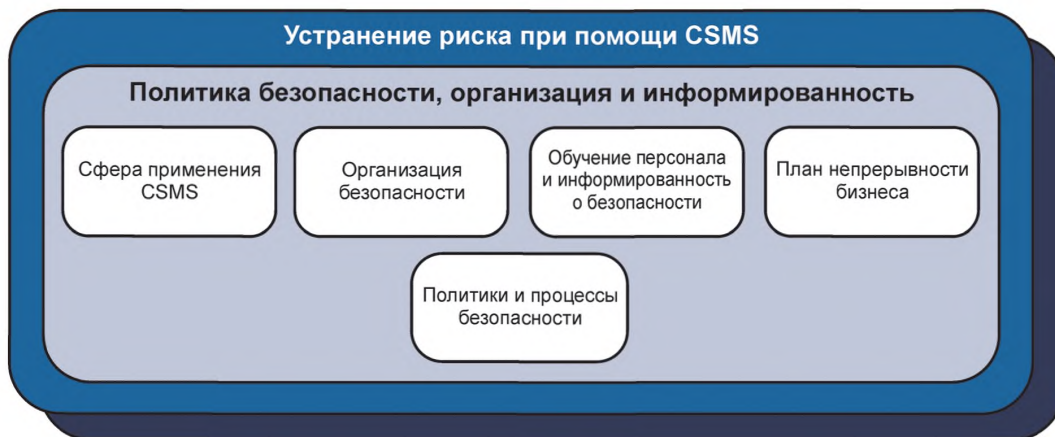 Устранение риска при помощи CSMS
Политика безопасности, организация и информированность
Сфера применения
CSMS
Организация
безопасности
Обучение персонала
и информированность
о безопасности
План непрерывности
бизнеса
Политики и процессы
безопасности